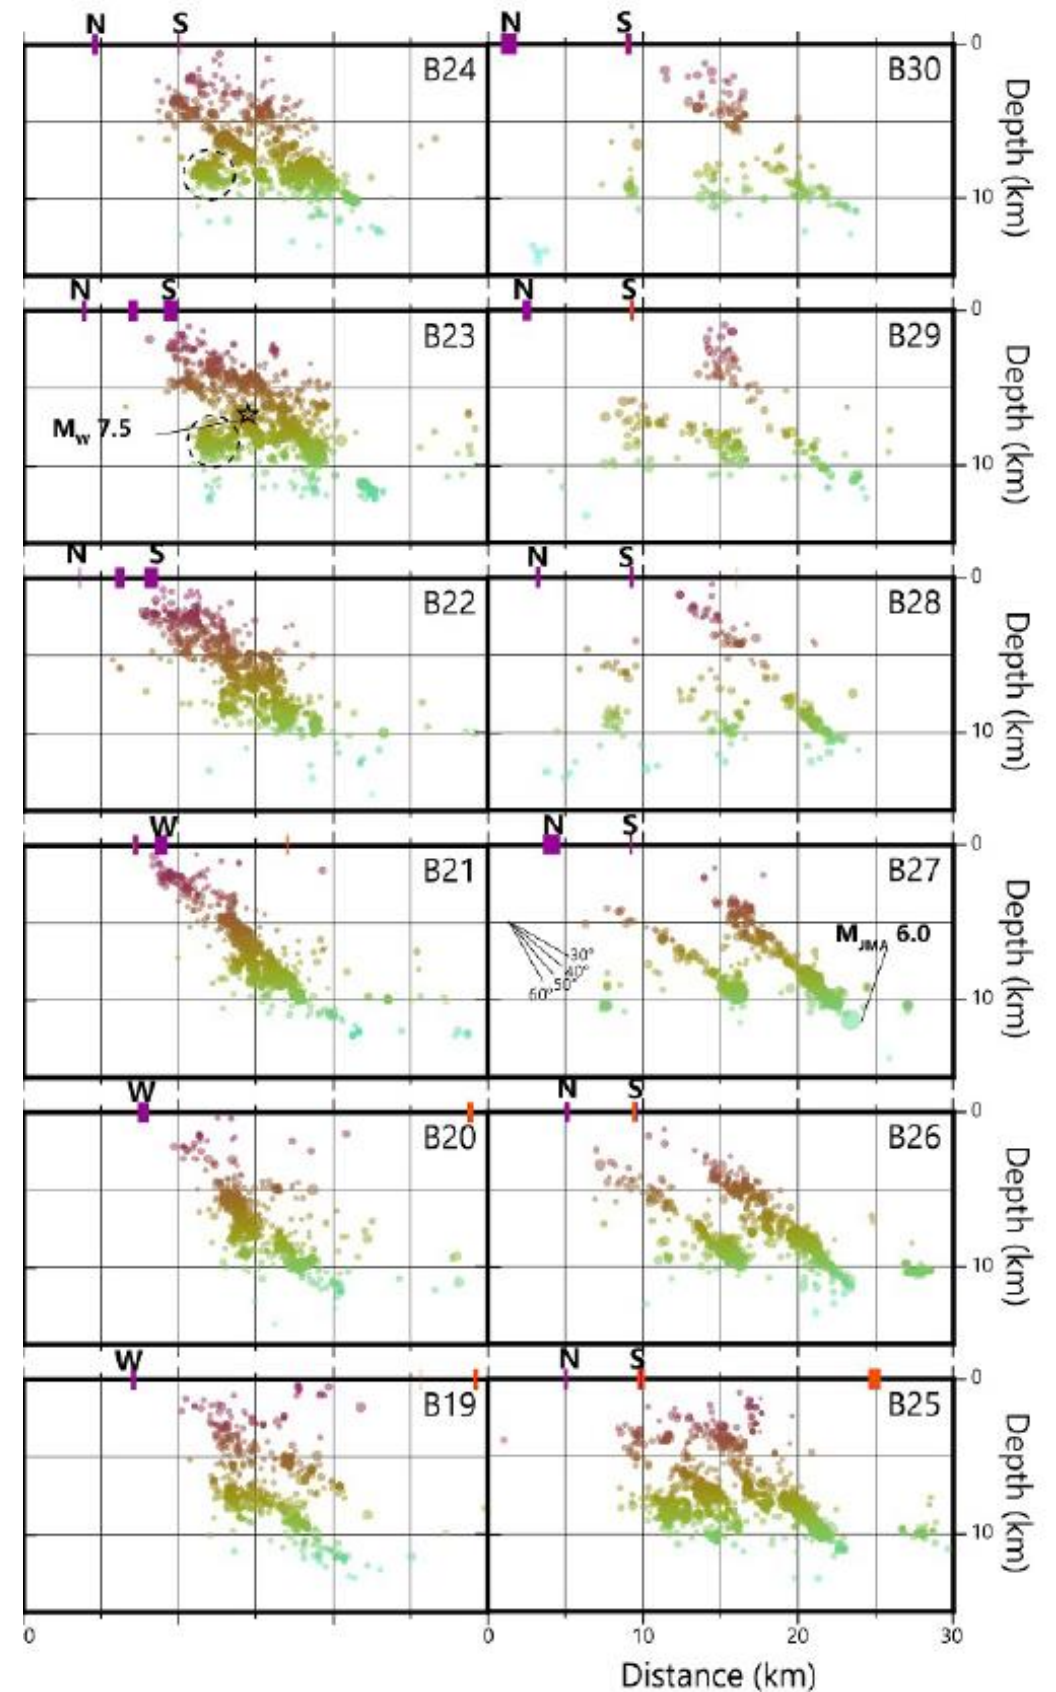 N S N S
B24 B30 0
10
Depth (km)
N S N S
B23 B29 0
M_W 7.5
10
Depth (km)
N S N S
B22 B28 0
10
Depth (km)
W N S
B21 B27 0
M_JMA 6.0
30°
40°
50°
60°
10
Depth (km)
W N S
B20 B26 0
10
Depth (km)
W N S
B19 B25 0
10
Depth (km)
0 0 10 20 30
Distance (km)